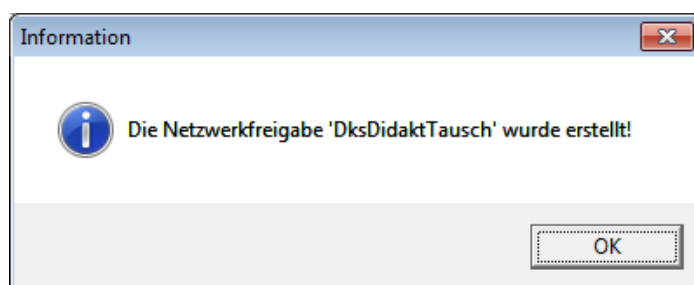 Information
Die Netzwerkfreigabe 'DksDidaktTausch' wurde erstellt!
OK